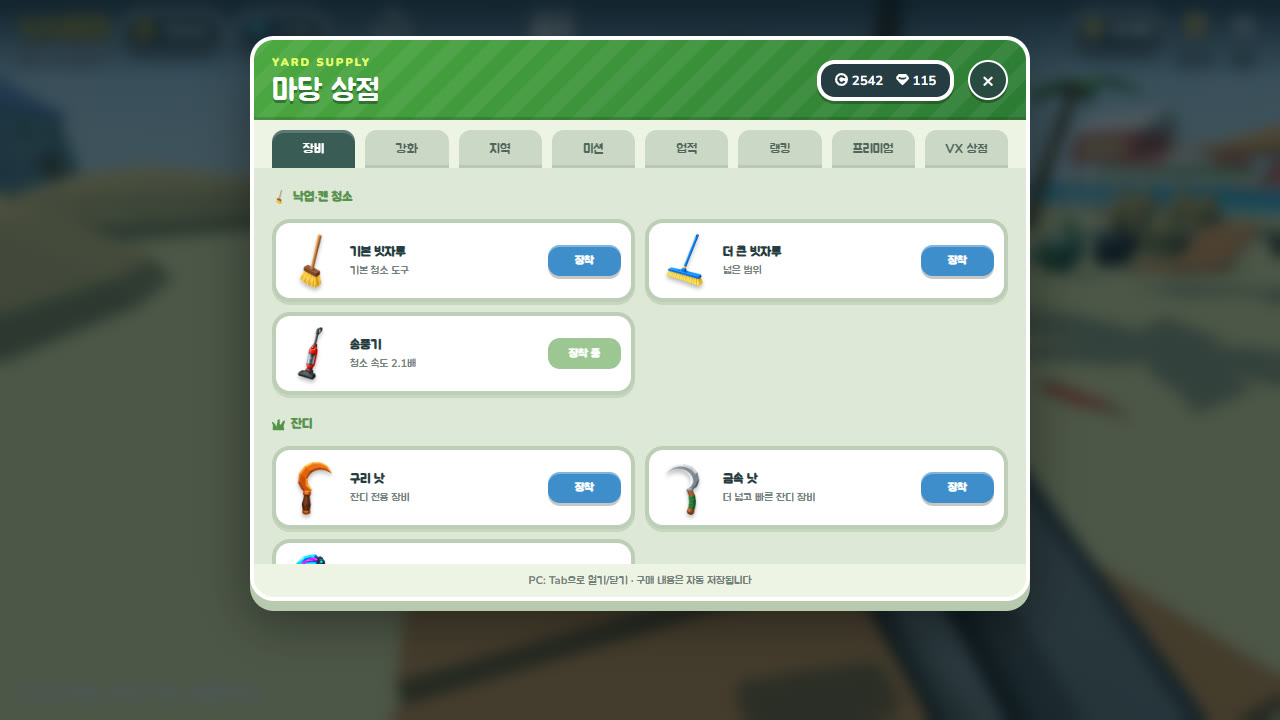 YARD SUPPLY
마당 상점
2542 115
×
장비 강화 지역 미션 업적 랭킹 프리미엄 VX 상점
낙엽·캔 청소
기본 빗자루
기본 청소 도구
장착
더 큰 빗자루
넓은 범위
장착
송풍기
청소 속도 2.1배
장착 중
잔디
구리 낫
잔디 전용 장비
장착
금속 낫
더 넓고 빠른 잔디 장비
장착
PC: Tab으로 열기/닫기 · 구매 내용은 자동 저장됩니다